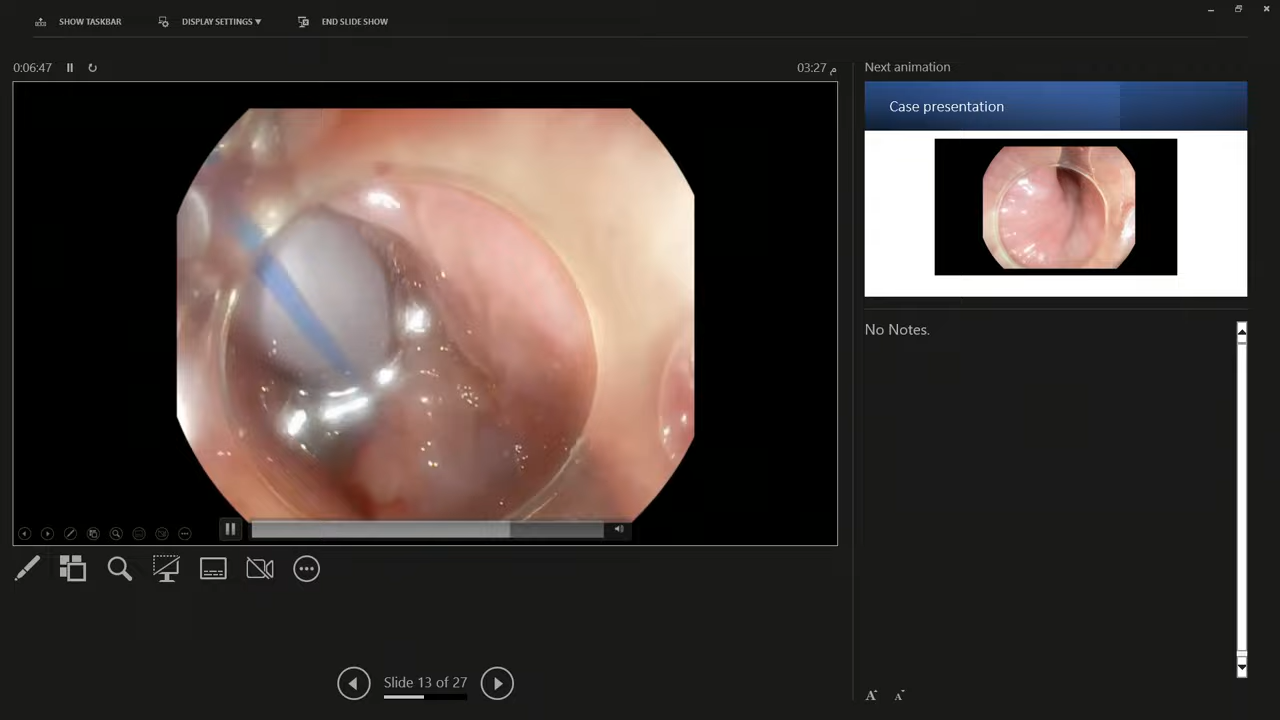 SHOW TASKBAR
DISPLAY SETTINGS ▼
END SLIDE SHOW
0:06:47
03:27 م
Next animation
Case presentation
No Notes.
Slide 13 of 27
A A